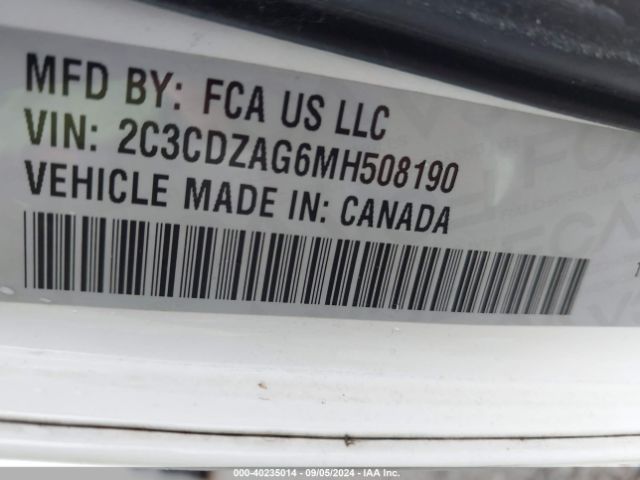 MFD BY: FCA US LLC
VIN: 2C3CDZAG6MH508190
VEHICLE MADE IN: CANADA
000-40235014 - 09/05/2024 - IAA Inc.